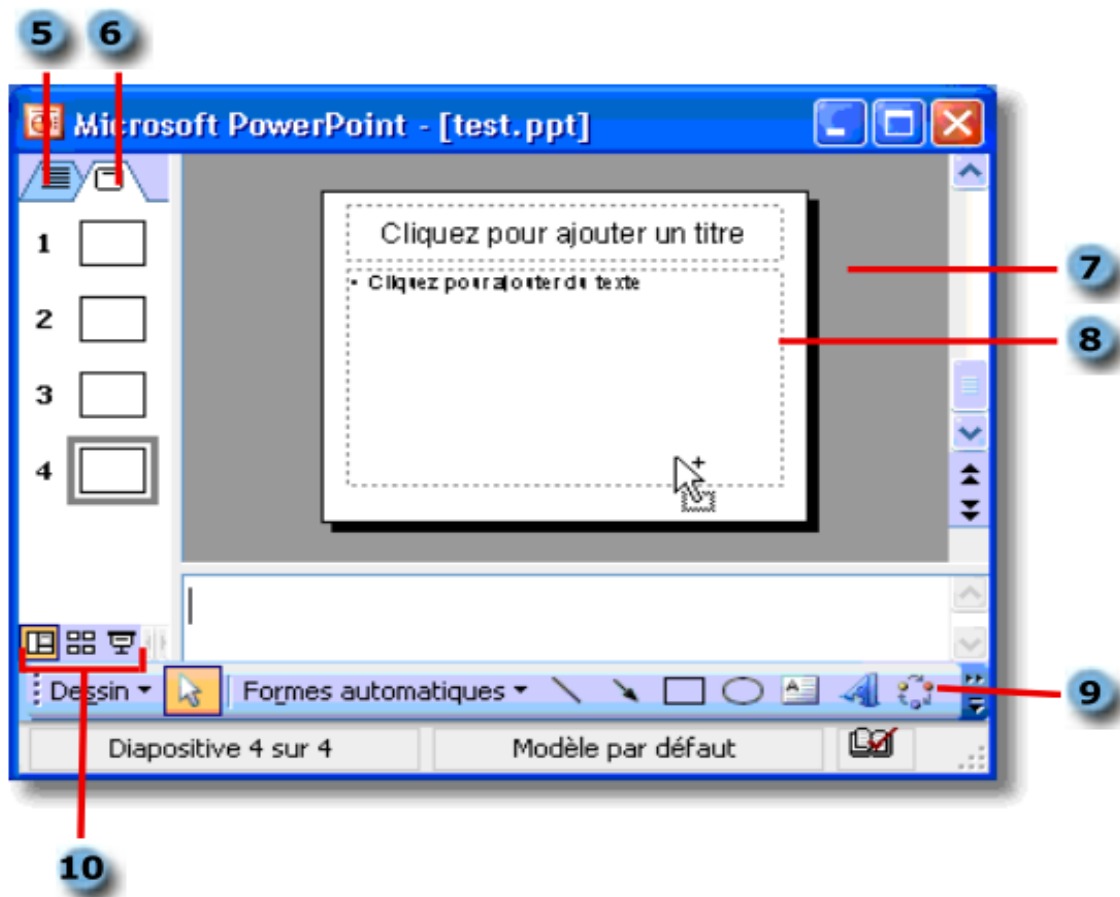 5 6
Microsoft PowerPoint - [test.ppt]
1
2
3
4
Cliquez pour ajouter un titre
• Cliquez pour ajouter du texte
7
8
Dessin Formes automatiques
9
Diapositive 4 sur 4 Modèle par défaut
10